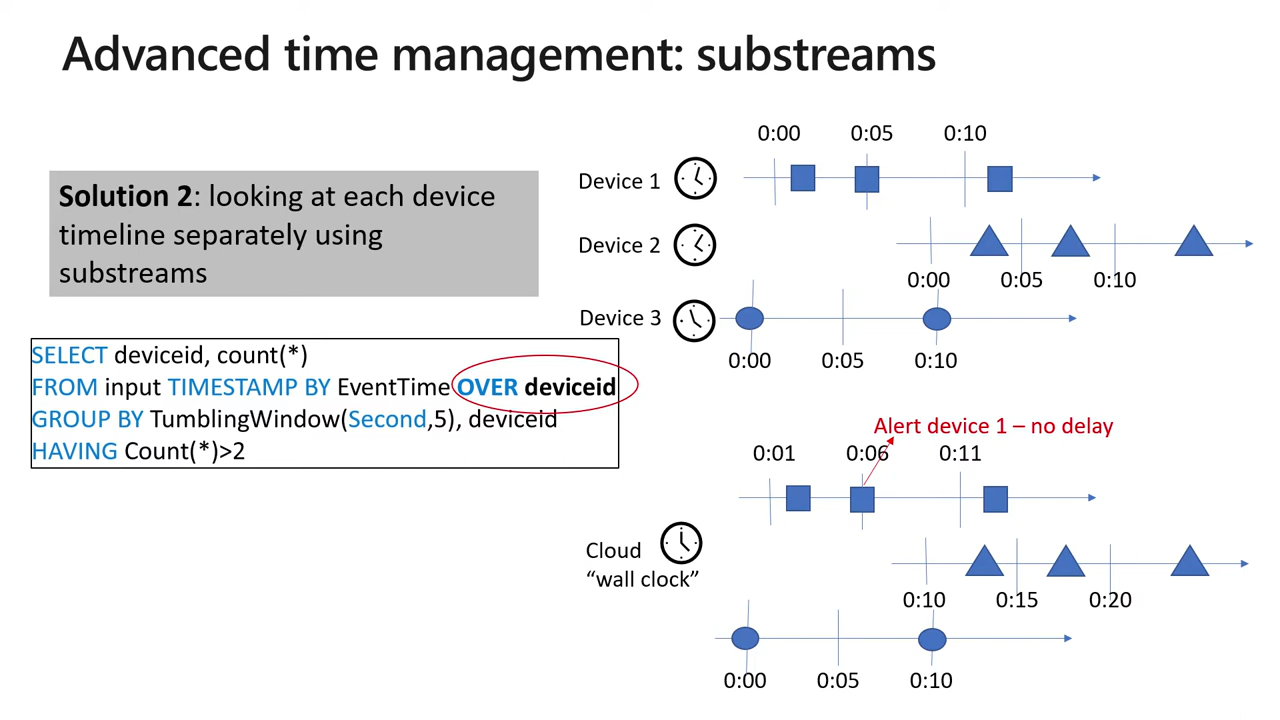 Advanced time management: substreams
Solution 2: looking at each device
timeline separately using
substreams
SELECT deviceid, count(*)
FROM input TIMESTAMP BY EventTime OVER deviceid
GROUP BY TumblingWindow(Second,5), deviceid
HAVING Count(*)>2
0:00 0:05 0:10
Device 1
Device 2
0:00 0:05 0:10
Device 3
0:00 0:05 0:10
Alert device 1 – no delay
0:01 0:06 0:11
Cloud
“wall clock”
0:10 0:15 0:20
0:00 0:05 0:10